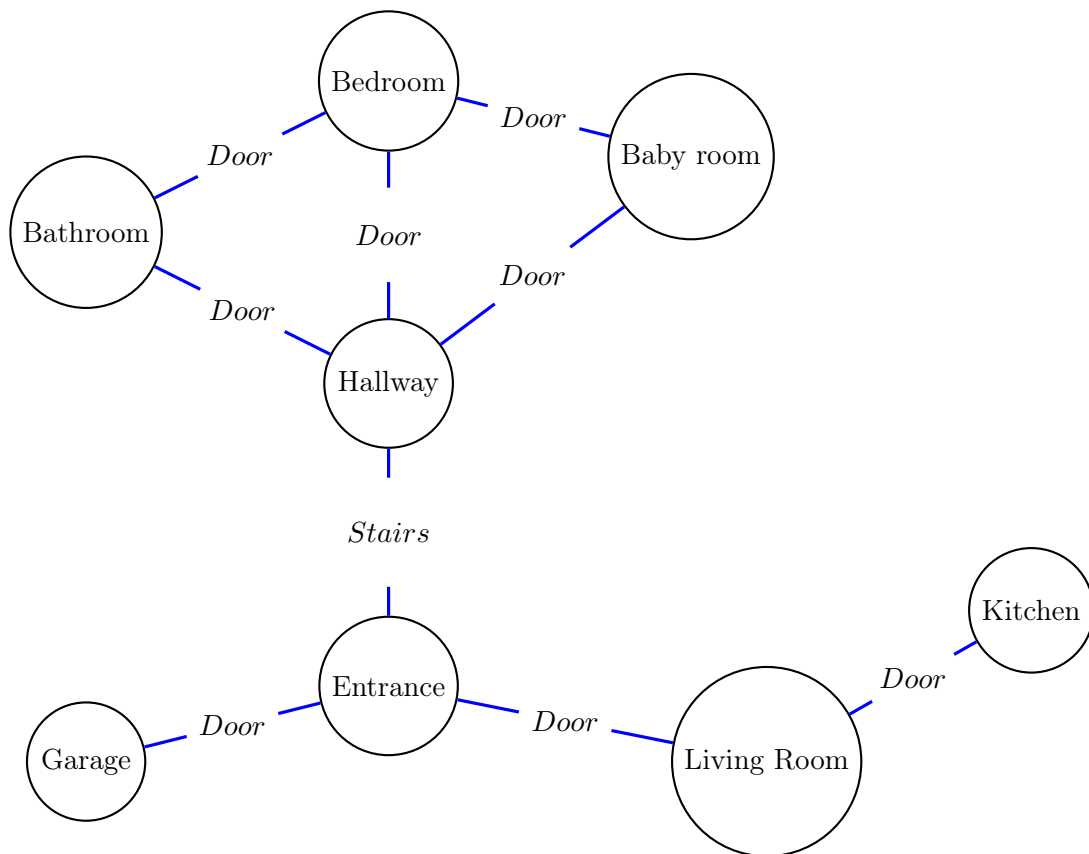 Bedroom
Door
Baby room
Door
Bathroom
Door
Door
Door
Hallway
Stairs
Kitchen
Door
Entrance
Door
Door
Garage
Living Room